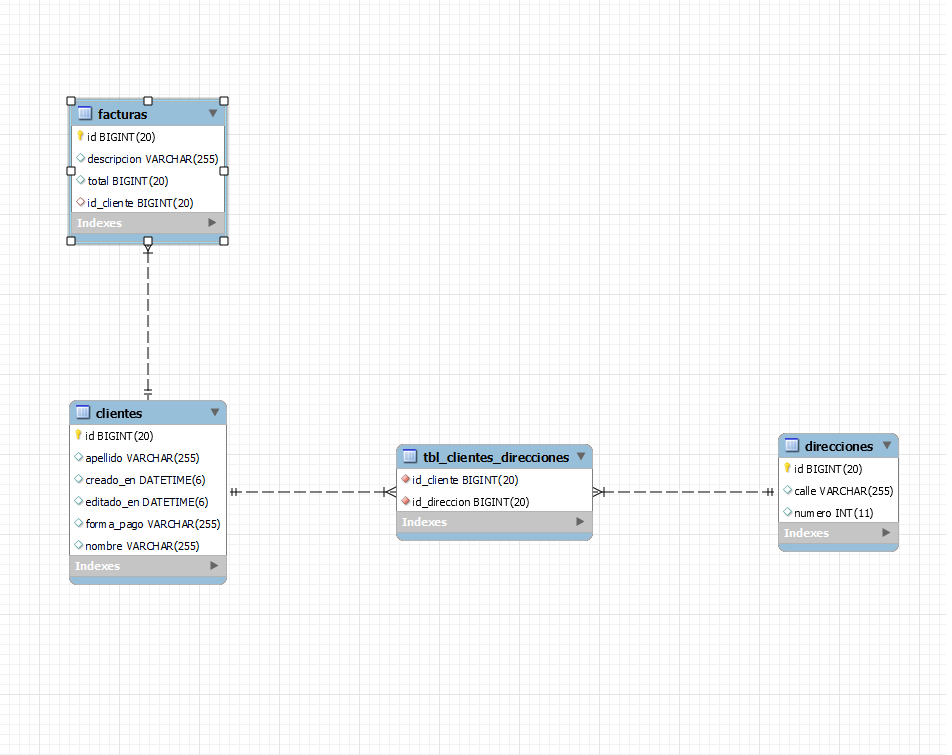 facturas
id BIGINT(20)
descripcion VARCHAR(255)
total BIGINT(20)
id_cliente BIGINT(20)
Indexes
clientes
id BIGINT(20)
apellido VARCHAR(255)
creado_en DATETIME(6)
editado_en DATETIME(6)
forma_pago VARCHAR(255)
nombre VARCHAR(255)
Indexes
tbl_clientes_direcciones
id_cliente BIGINT(20)
id_direccion BIGINT(20)
Indexes
direcciones
id BIGINT(20)
calle VARCHAR(255)
numero INT(11)
Indexes